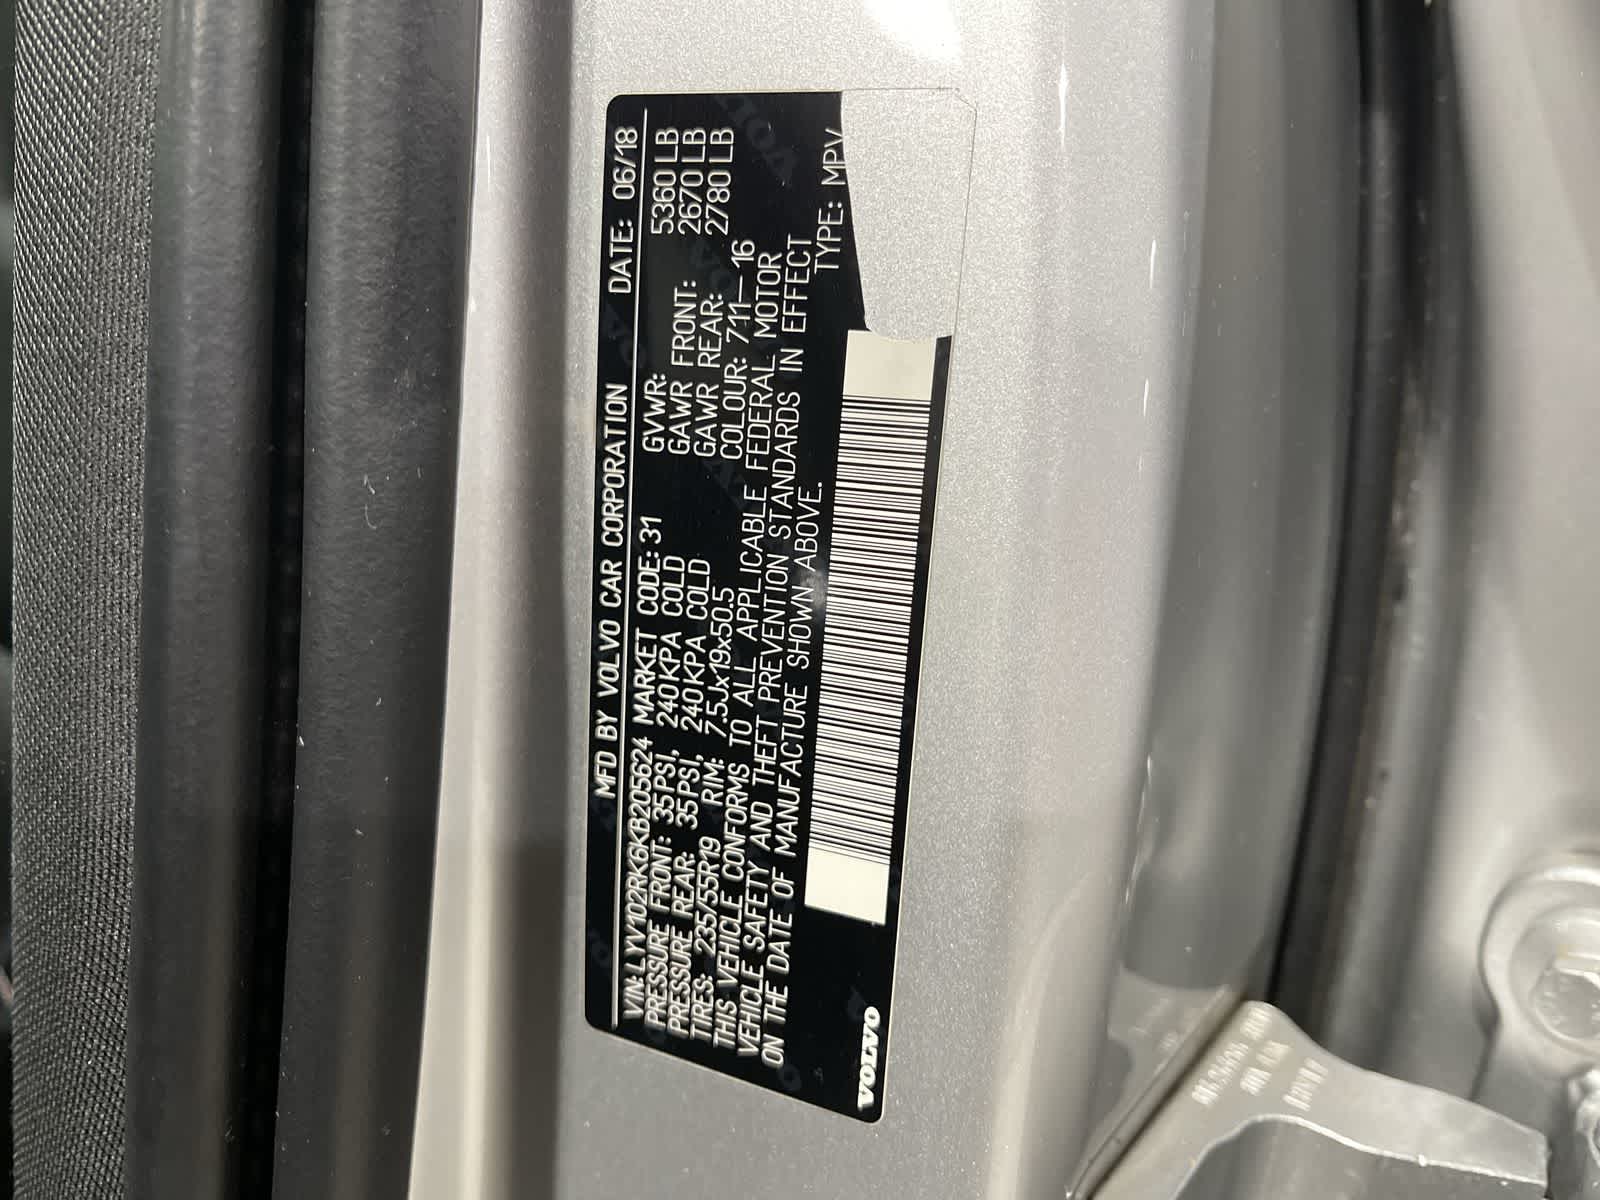 MFD BY VOLVO CAR CORPORATION DATE: 06/18
VIN: LYV102RK6KB205624 MARKET CODE: 31 GVWR: 5360 LB
PRESSURE FRONT: 35PSI, 240KPA COLD GAWR FRONT: 2670 LB
PRESSURE REAR: 35PSI, 240KPA COLD GAWR REAR: 2780 LB
TIRES: 235/55R19 RIM: 7.5Jx19x50.5 COLOUR: 711—16
THIS VEHICLE CONFORMS TO ALL APPLICABLE FEDERAL MOTOR
VEHICLE SAFETY AND THEFT PREVENTION STANDARDS IN EFFECT
ON THE DATE OF MANUFACTURE SHOWN ABOVE. TYPE: MPV
VOLVO